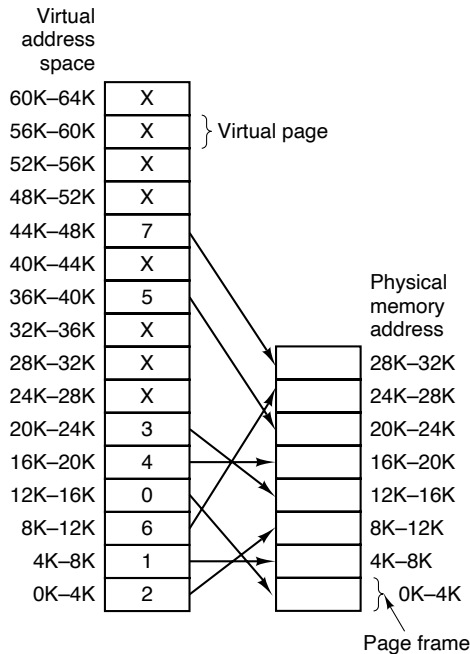 Virtual
address
space
60K–64K X
56K–60K X Virtual page
52K–56K X
48K–52K X
44K–48K 7
40K–44K X
36K–40K 5
32K–36K X
28K–32K X
24K–28K X
20K–24K 3
16K–20K 4
12K–16K 0
8K–12K 6
4K–8K 1
0K–4K 2
Physical
memory
address
28K–32K
24K–28K
20K–24K
16K–20K
12K–16K
8K–12K
4K–8K
0K–4K
Page frame